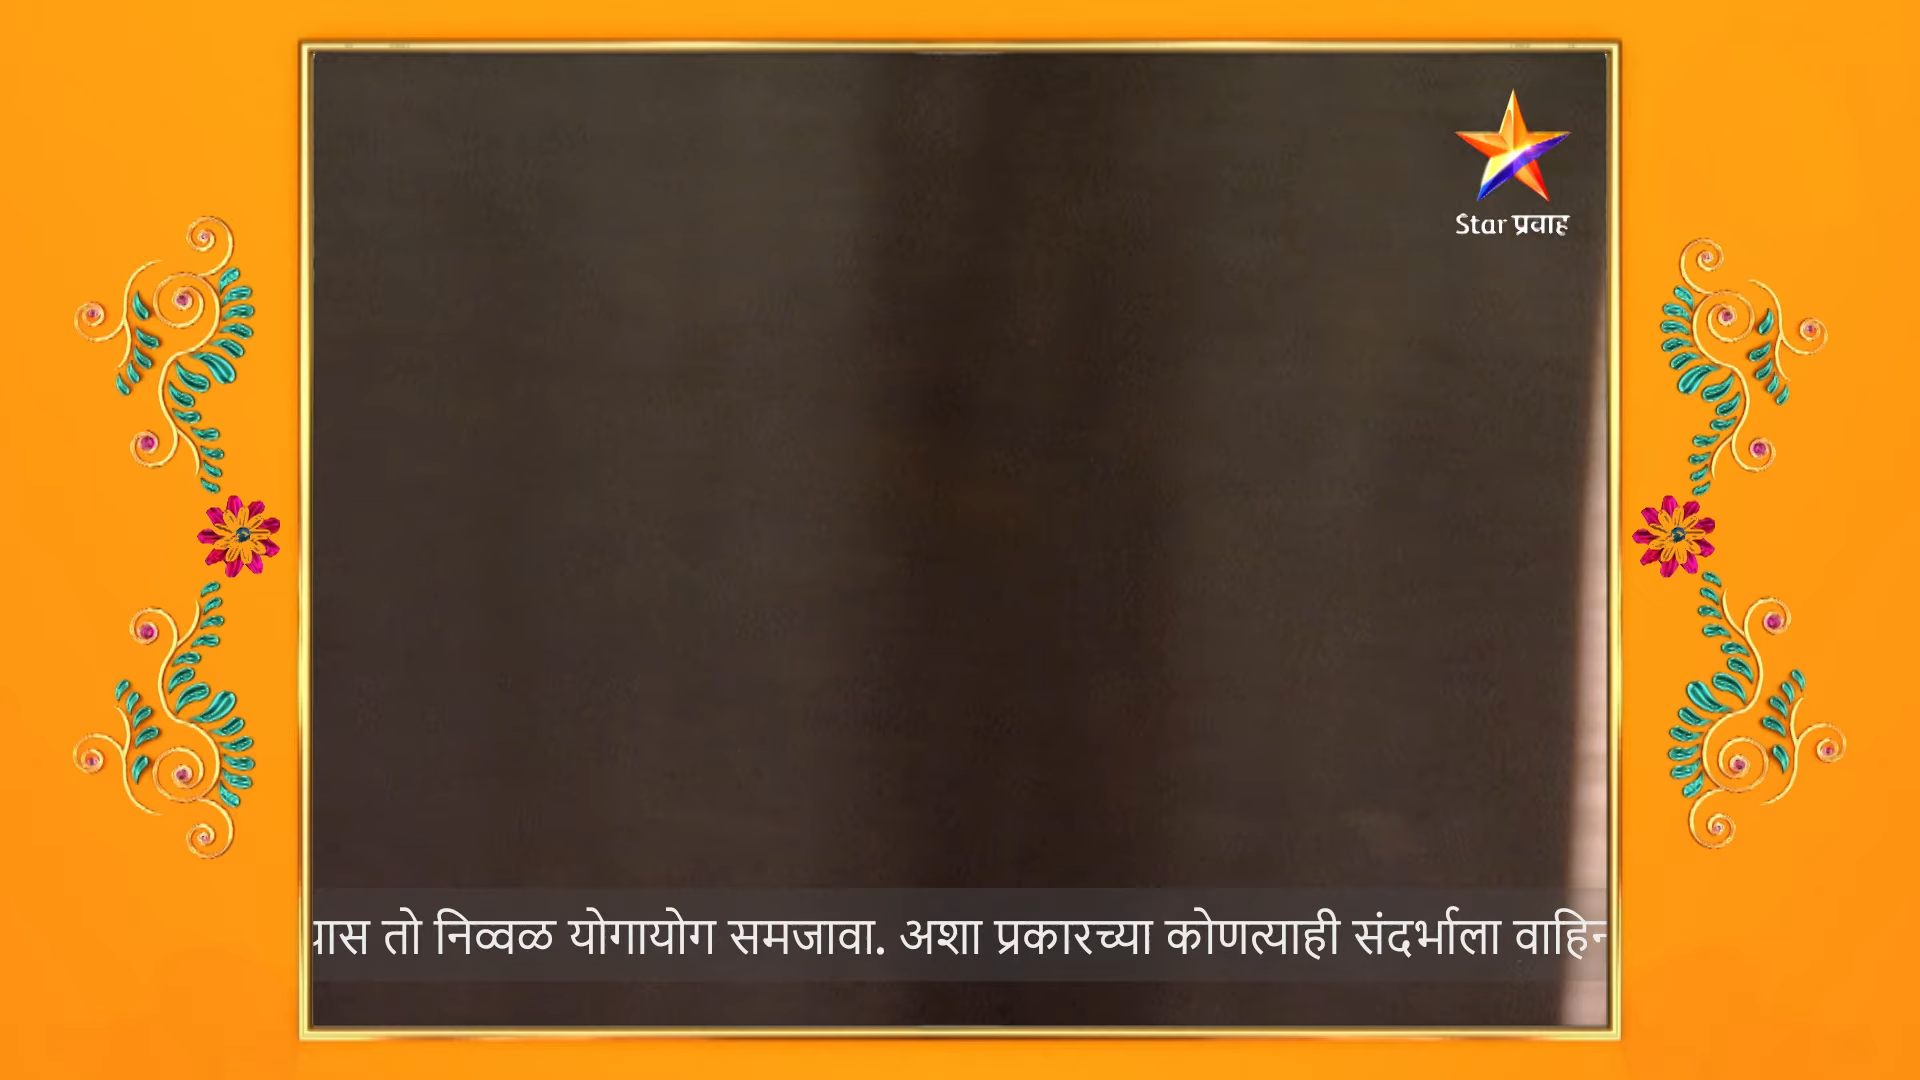 Star प्रवाह
तो निव्वळ योगायोग समजावा. अशा प्रकारच्या कोणत्याही संदर्भाला